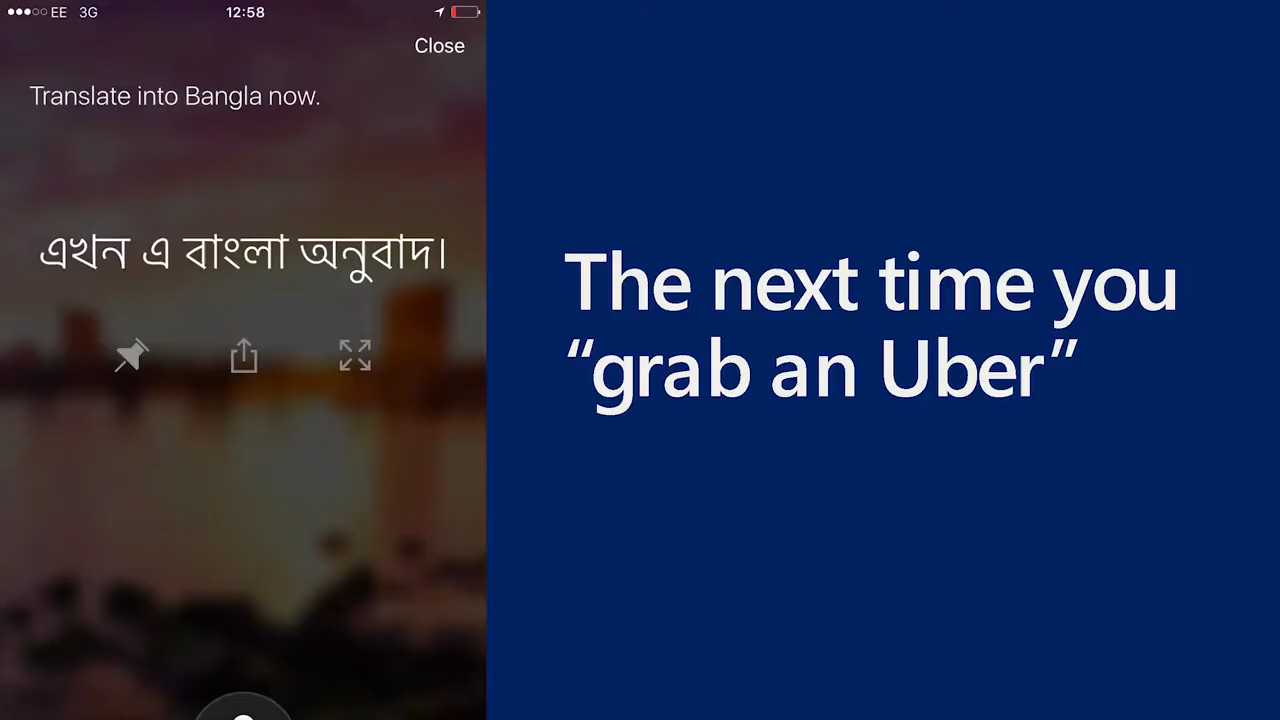 EE 3G 12:58
Close
Translate into Bangla now.
এখন এ বাংলা অনুবাদ।
The next time you
“grab an Uber”